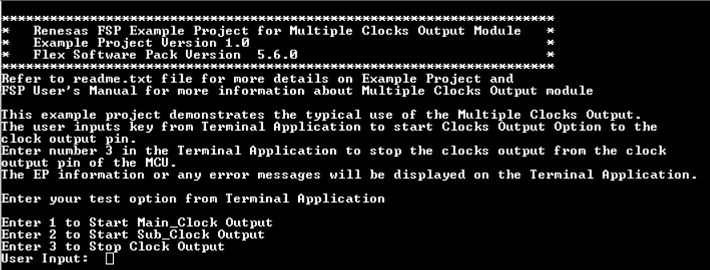 ***********************************************************************
*   Renesas FSP Example Project for Multiple Clocks Output Module   *
*   Example Project Version 1.0   *
*   Flex Software Pack Version  5.6.0   *
***********************************************************************
Refer to readme.txt file for more details on Example Project and
FSP User's Manual for more information about Multiple Clocks Output module
This example project demonstrates the typical use of the Multiple Clocks Output.
The user inputs key from Terminal Application to start Clocks Output Option to the
clock output pin.
Enter number 3 in the Terminal Application to stop the clocks output from the clock
output pin of the MCU.
The EP information or any error messages will be displayed on the Terminal Application.
Enter your test option from Terminal Application
Enter 1 to Start Main_Clock Output
Enter 2 to Start Sub_Clock Output
Enter 3 to Stop Clock Output
User Input: